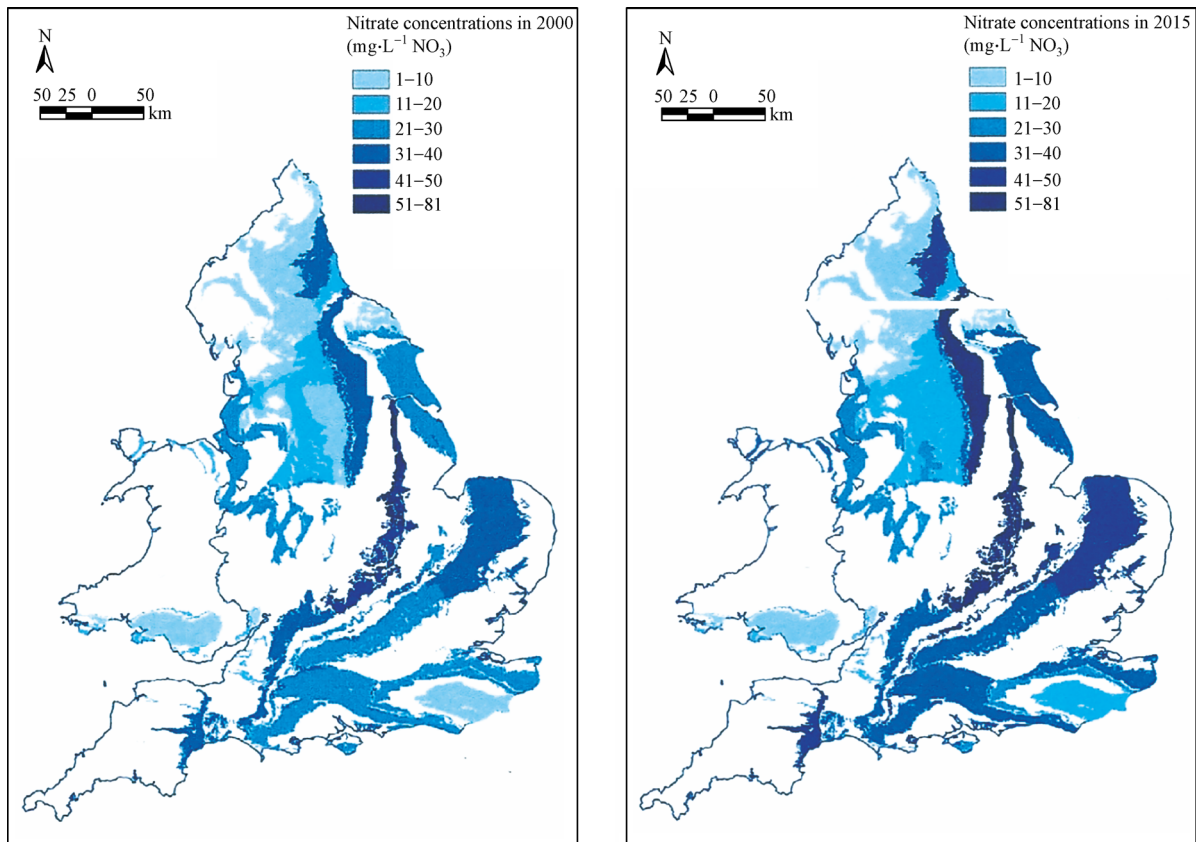 Nitrate concentrations in 2000
(mg·L⁻¹ NO₃)
N
50 25 0 50
km
1−10
11−20
21−30
31−40
41−50
51−81
Nitrate concentrations in 2015
(mg·L⁻¹ NO₃)
N
50 25 0 50
km
1−10
11−20
21−30
31−40
41−50
51−81